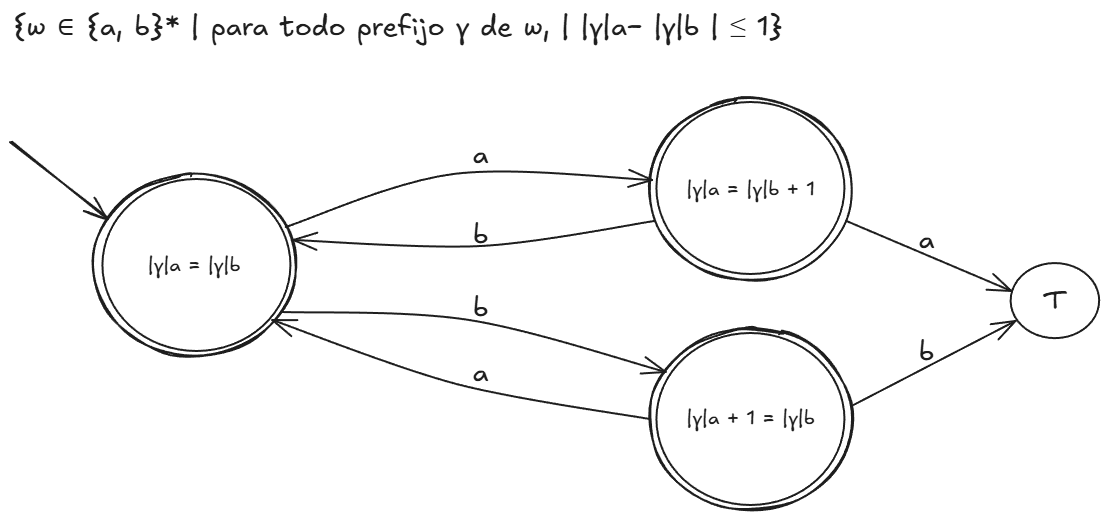 {w ∈ {a, b}* | para todo prefijo γ de w, | |γ|a- |γ|b | ≤ 1}
a
|γ|a = |γ|b + 1
b
a
|γ|a = |γ|b
T
b
b
a
|γ|a + 1 = |γ|b